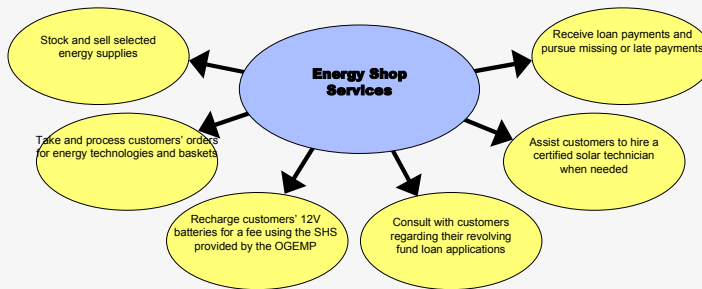 Energy Shop
Services
Stock and sell selected
energy supplies
Receive loan payments and
pursue missing or late payments
Take and process customers' orders
for energy technologies and baskets
Assist customers to hire a
certified solar technician
when needed
Recharge customers' 12V
batteries for a fee using the SHS
provided by the OGEMP
Consult with customers
regarding their revolving
fund loan applications